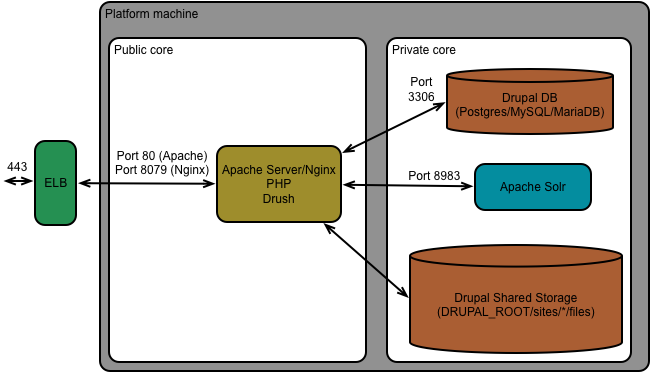 Platform machine
Public core
Private core
Port
3306
Drupal DB
(Postgres/MySQL/MariaDB)
443
ELB
Port 80 (Apache)
Port 8079 (Nginx)
Apache Server/Nginx
PHP
Drush
Port 8983
Apache Solr
Drupal Shared Storage
(DRUPAL_ROOT/sites/*/files)